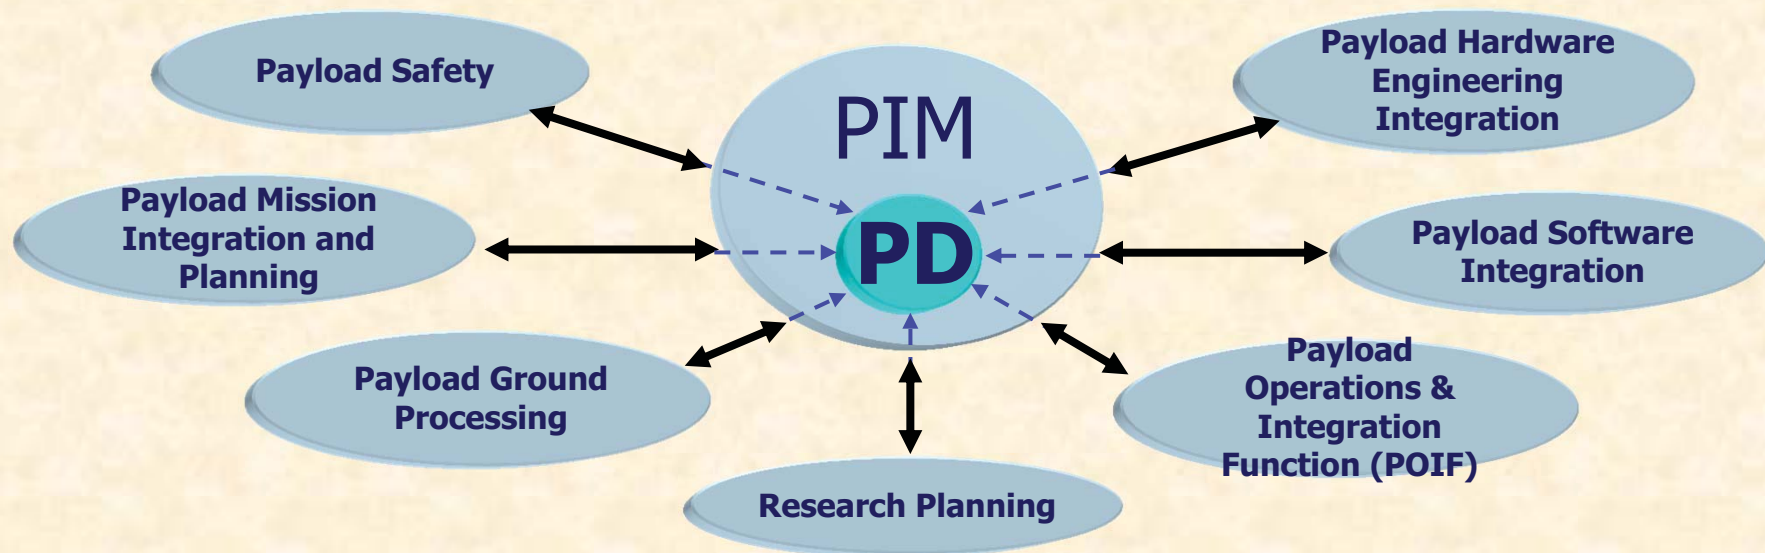 Payload Safety
PIM
Payload Hardware
Engineering
Integration
Payload Mission
Integration and
Planning
PD
Payload Software
Integration
Payload Ground
Processing
Payload
Operations &
Integration
Function (POIF)
Research Planning